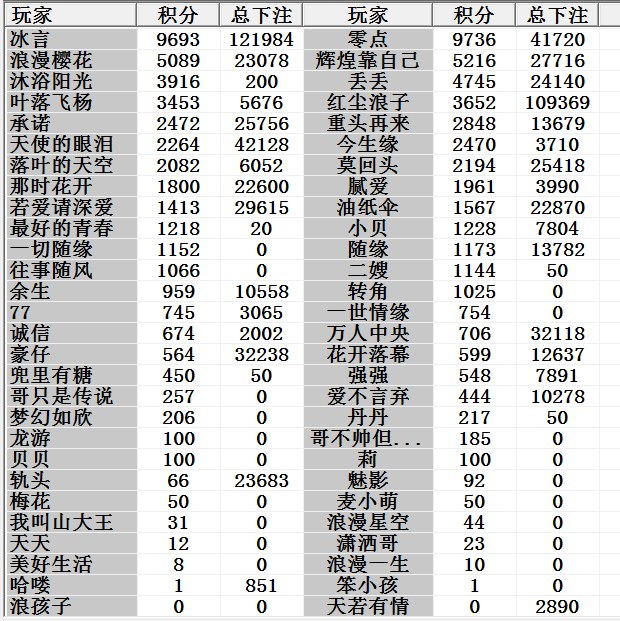 玩家 积分 总下注 玩家 积分 总下注
冰言 9693 121984 零点 9736 41720
浪漫樱花 5089 23078 辉煌靠自己 5216 27716
沐浴阳光 3916 200 丢丢 4745 24140
叶落飞杨 3453 5676 红尘浪子 3652 109369
承诺 2472 25756 重头再来 2848 13679
天使的眼泪 2264 42128 今生缘 2470 3710
落叶的天空 2082 6052 莫回头 2194 25418
那时花开 1800 22600 腻爱 1961 3990
若爱请深爱 1413 29615 油纸伞 1567 22870
最好的青春 1218 20 小贝 1228 7804
一切随缘 1152 0 随缘 1173 13782
往事随风 1066 0 二嫂 1144 50
余生 959 10558 转角 1025 0
77 745 3065 一世情缘 754 0
诚信 674 2002 万人中央 706 32118
豪仔 564 32238 花开落幕 599 12637
兜里有糖 450 50 强强 548 7891
哥只是传说 257 0 爱不言弃 444 10278
梦幻如欣 206 0 丹丹 217 50
龙游 100 0 哥不帅但... 185 0
贝贝 100 0 莉 100 0
轨头 66 23683 魅影 92 0
梅花 50 0 麦小萌 50 0
我叫山大王 31 0 浪漫星空 44 0
天天 12 0 潇洒哥 23 0
美好生活 8 0 浪漫一生 10 0
哈喽 1 851 笨小孩 1 0
浪孩子 0 0 天若有情 0 2890